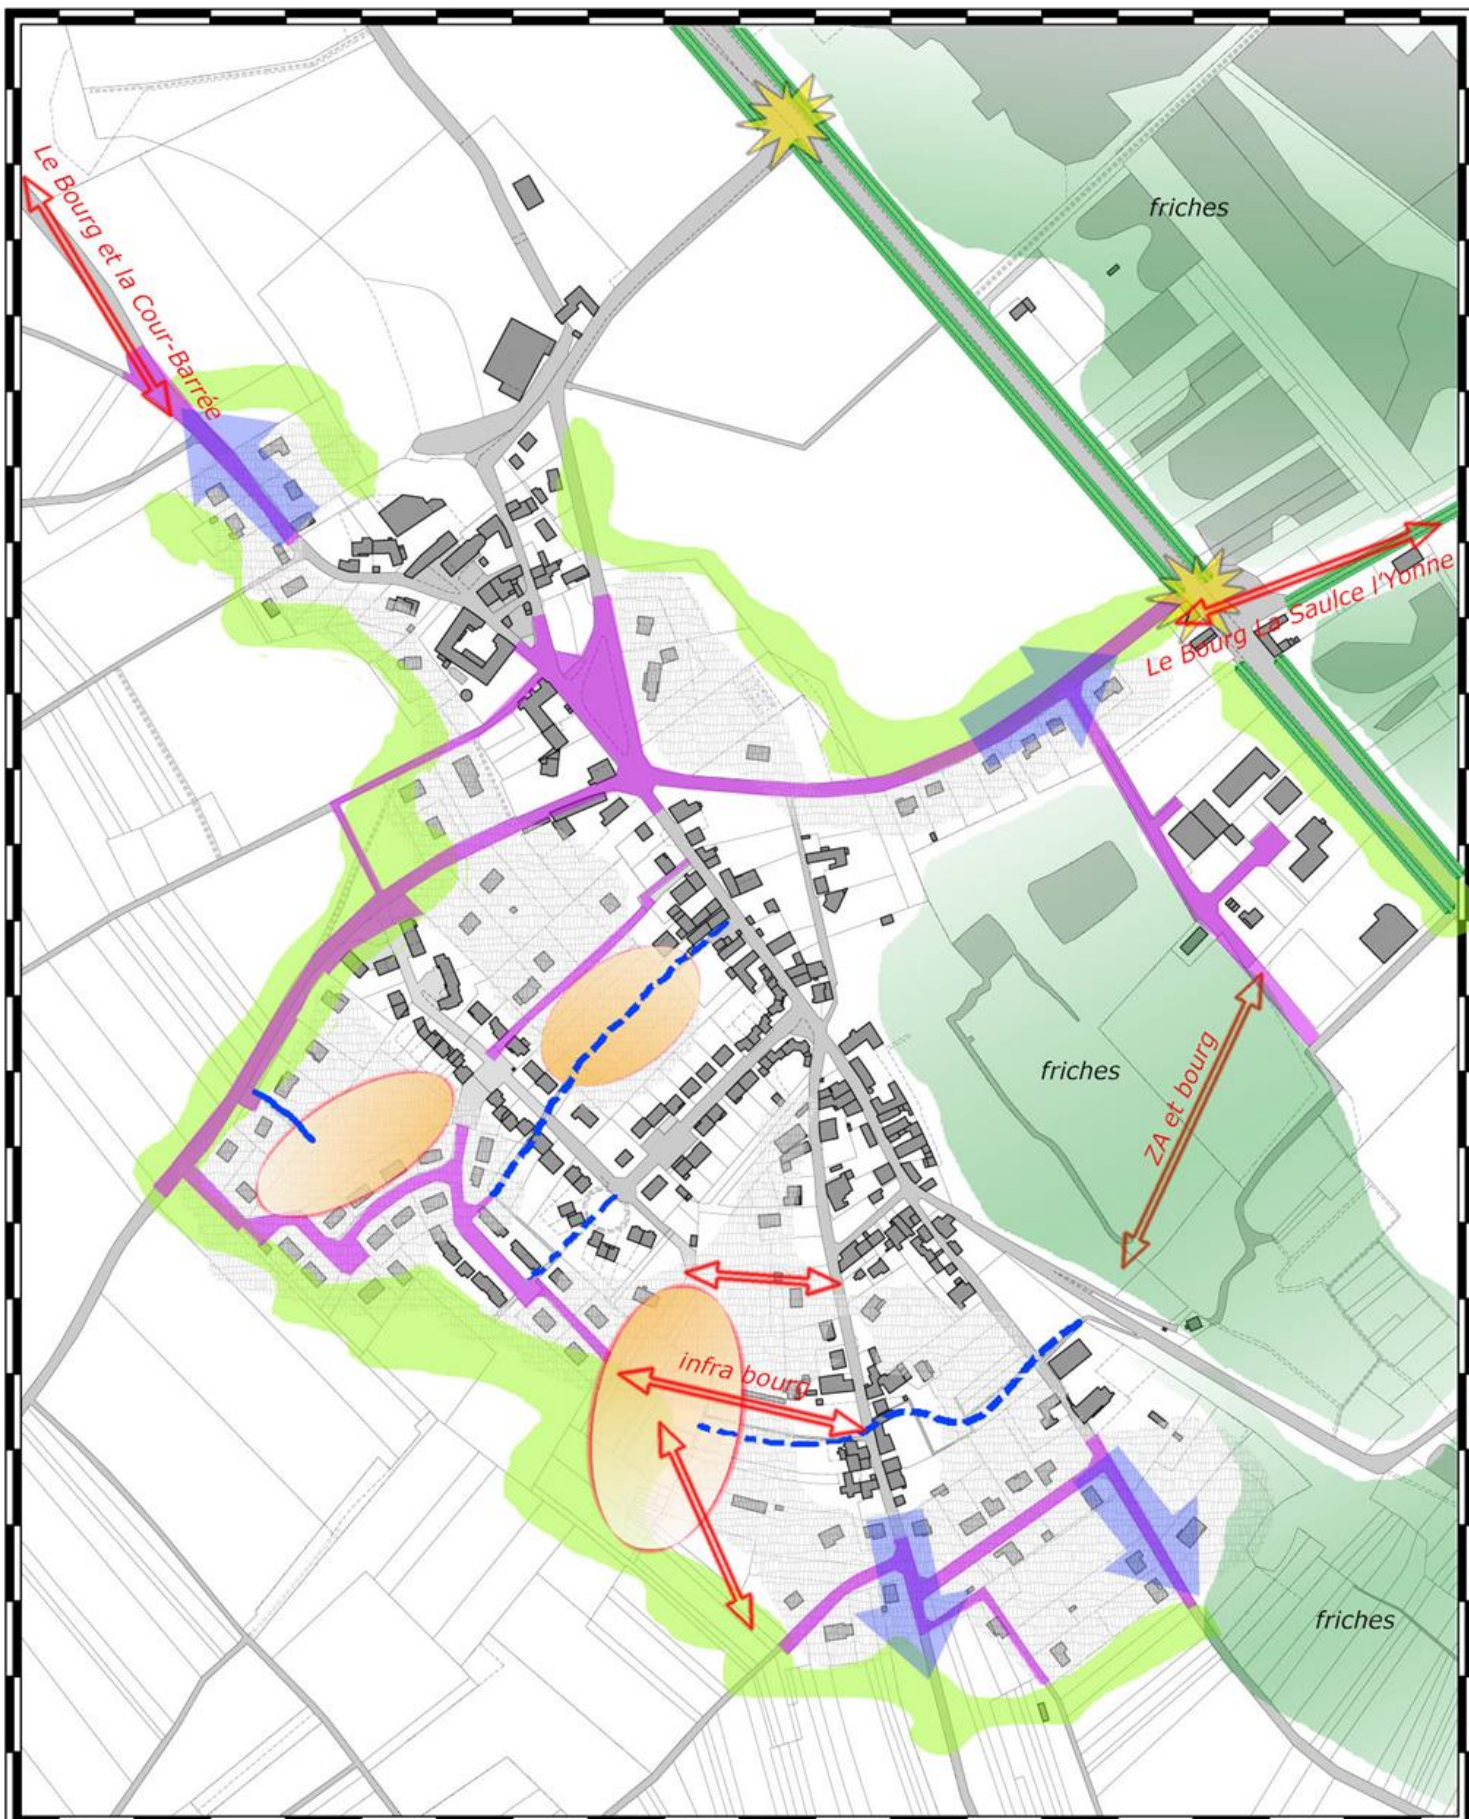 Le Bourg et la Cour-Barrée
friches
Le Bourg La Saulce l'Yonne
friches
ZA et bourg
infra bourg
friches